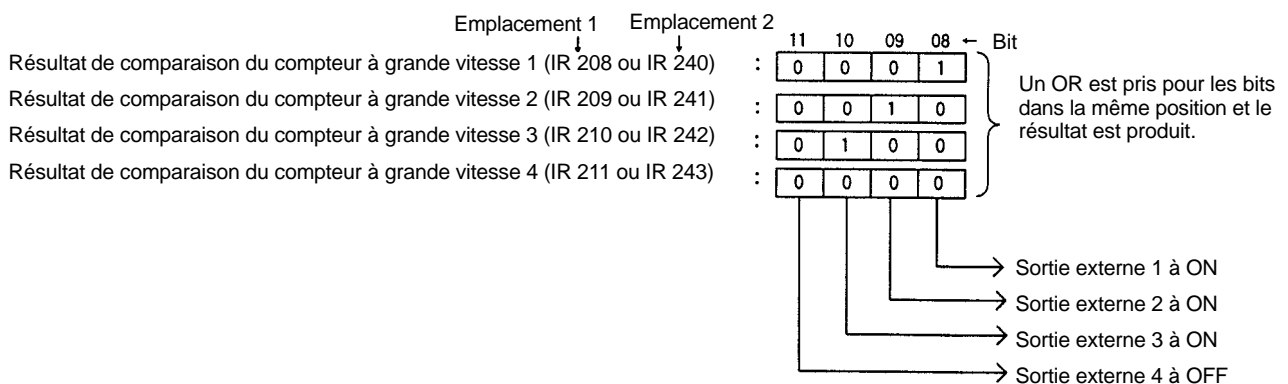 Emplacement 1 Emplacement 2
11 10 09 08 ← Bit
Résultat de comparaison du compteur à grande vitesse 1 (IR 208 ou IR 240) : 0 0 0 1
Résultat de comparaison du compteur à grande vitesse 2 (IR 209 ou IR 241) : 0 0 1 0
Résultat de comparaison du compteur à grande vitesse 3 (IR 210 ou IR 242) : 0 1 0 0
Résultat de comparaison du compteur à grande vitesse 4 (IR 211 ou IR 243) : 0 0 0 0
Un OR est pris pour les bits
dans la même position et le
résultat est produit.
Sortie externe 1 à ON
Sortie externe 2 à ON
Sortie externe 3 à ON
Sortie externe 4 à OFF